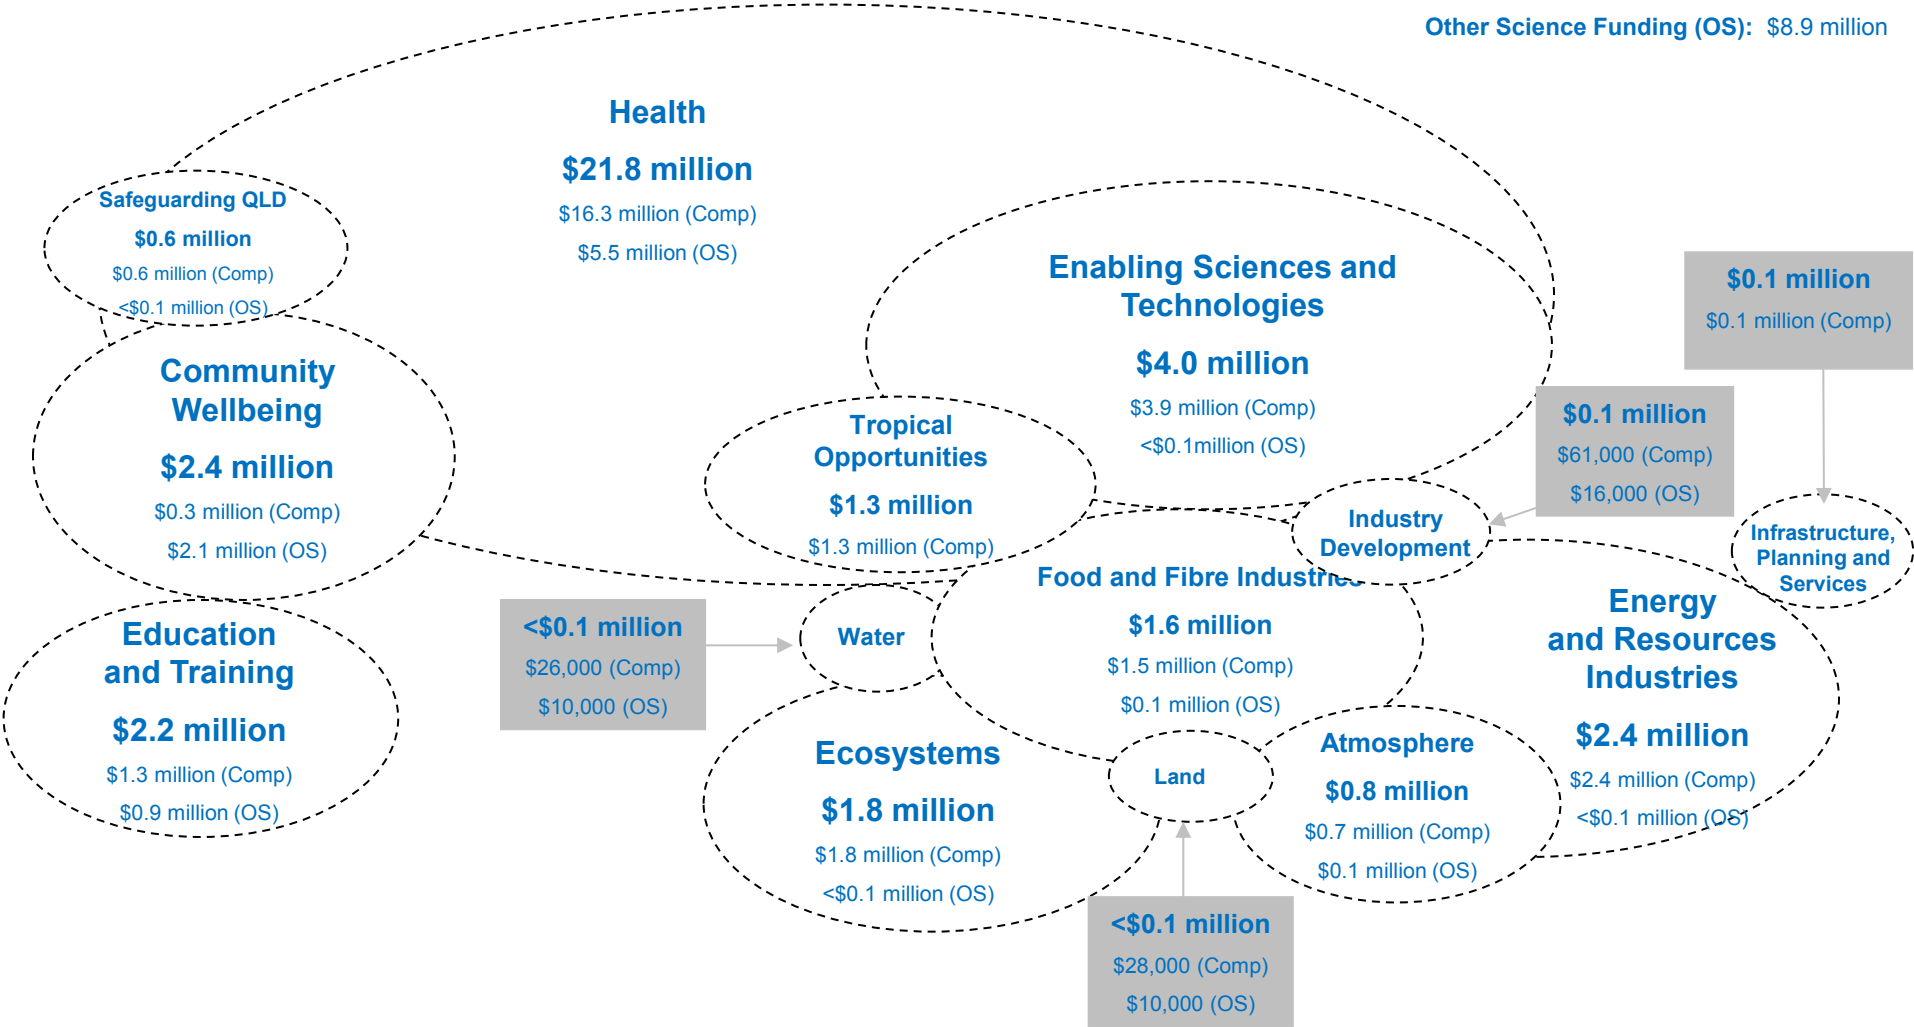 Other Science Funding (OS): $8.9 million
Health
$21.8 million
$16.3 million (Comp)
$5.5 million (OS)
Safeguarding QLD
$0.6 million
$0.6 million (Comp)
<$0.1 million (OS)
Enabling Sciences and
Technologies
$4.0 million
$3.9 million (Comp)
<$0.1million (OS)
$0.1 million
$0.1 million (Comp)
Community
Wellbeing
$2.4 million
$0.3 million (Comp)
$2.1 million (OS)
Tropical
Opportunities
$1.3 million
$1.3 million (Comp)
$0.1 million
$61,000 (Comp)
$16,000 (OS)
Industry
Development
Infrastructure,
Planning and
Services
Food and Fibre Industries
$1.6 million
$1.5 million (Comp)
$0.1 million (OS)
Energy
and Resources
Industries
$2.4 million
$2.4 million (Comp)
<$0.1 million (OS)
<$0.1 million
$26,000 (Comp)
$10,000 (OS)
Water
Education
and Training
$2.2 million
$1.3 million (Comp)
$0.9 million (OS)
Ecosystems
$1.8 million
$1.8 million (Comp)
<$0.1 million (OS)
Land
Atmosphere
$0.8 million
$0.7 million (Comp)
$0.1 million (OS)
<$0.1 million
$28,000 (Comp)
$10,000 (OS)